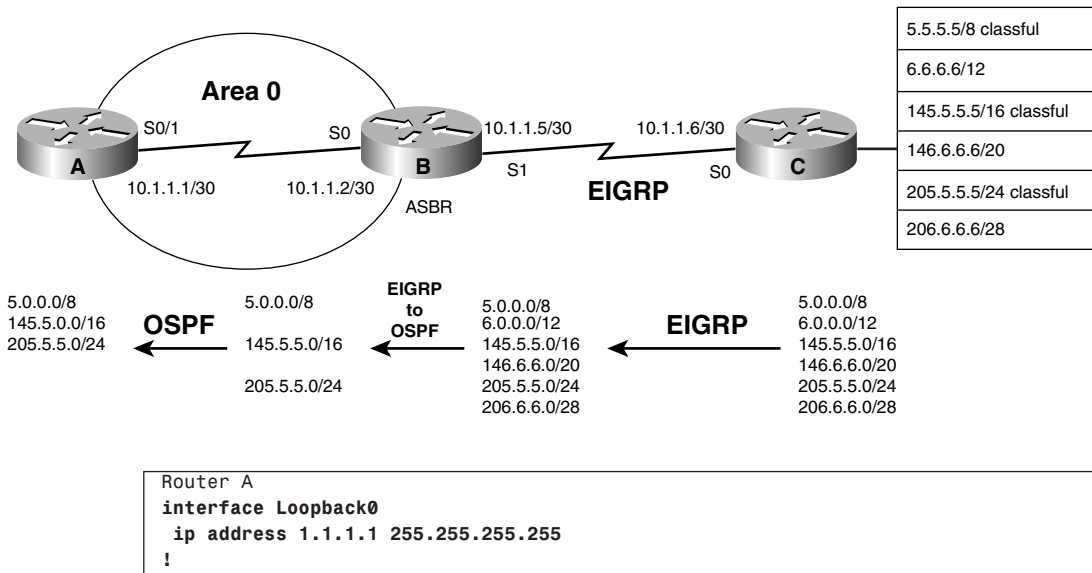 5.5.5.5/8 classful
6.6.6.6/12
145.5.5.5/16 classful
146.6.6.6/20
205.5.5.5/24 classful
206.6.6.6/28
Area 0
S0/1
S0
10.1.1.5/30
10.1.1.6/30
A
B
C
S1
S0
10.1.1.1/30
10.1.1.2/30
EIGRP
ASBR
5.0.0.0/8
145.5.0.0/16
205.5.5.0/24
OSPF
5.0.0.0/8
145.5.5.0/16
205.5.5.0/24
EIGRP
to
OSPF
5.0.0.0/8
6.0.0.0/12
145.5.5.0/16
146.6.6.0/20
205.5.5.0/24
206.6.6.0/28
EIGRP
5.0.0.0/8
6.0.0.0/12
145.5.5.0/16
146.6.6.0/20
205.5.5.0/24
206.6.6.0/28
Router A
interface Loopback0
ip address 1.1.1.1 255.255.255.255
!